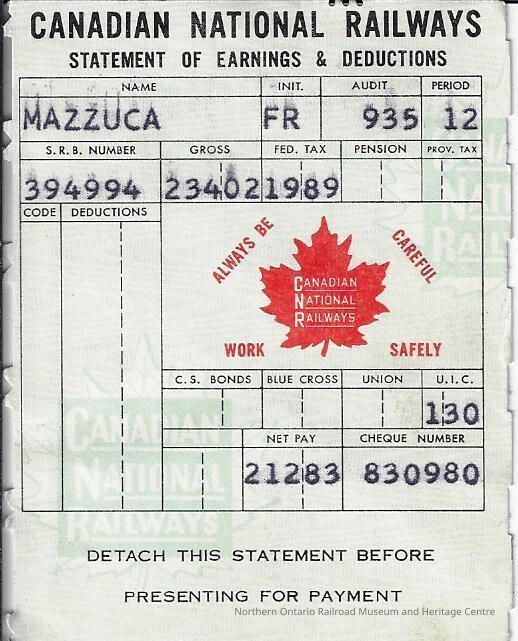 CANADIAN NATIONAL RAILWAYS
STATEMENT OF EARNINGS & DEDUCTIONS
NAME INIT. AUDIT PERIOD
MAZZUCA FR 935 12
S.R.B. NUMBER GROSS FED. TAX PENSION PROV. TAX
394994 23402 1989
CODE DEDUCTIONS
ALWAYS BE CAREFUL
CANADIAN
NATIONAL
RAILWAYS
WORK SAFELY
C.S. BONDS BLUE CROSS UNION U.I.C.
130
NET PAY CHEQUE NUMBER
21283 830980
CANADIAN
NATIONAL
RAILWAYS
DETACH THIS STATEMENT BEFORE
PRESENTING FOR PAYMENT
Northern Ontario Railroad Museum and Heritage Centre